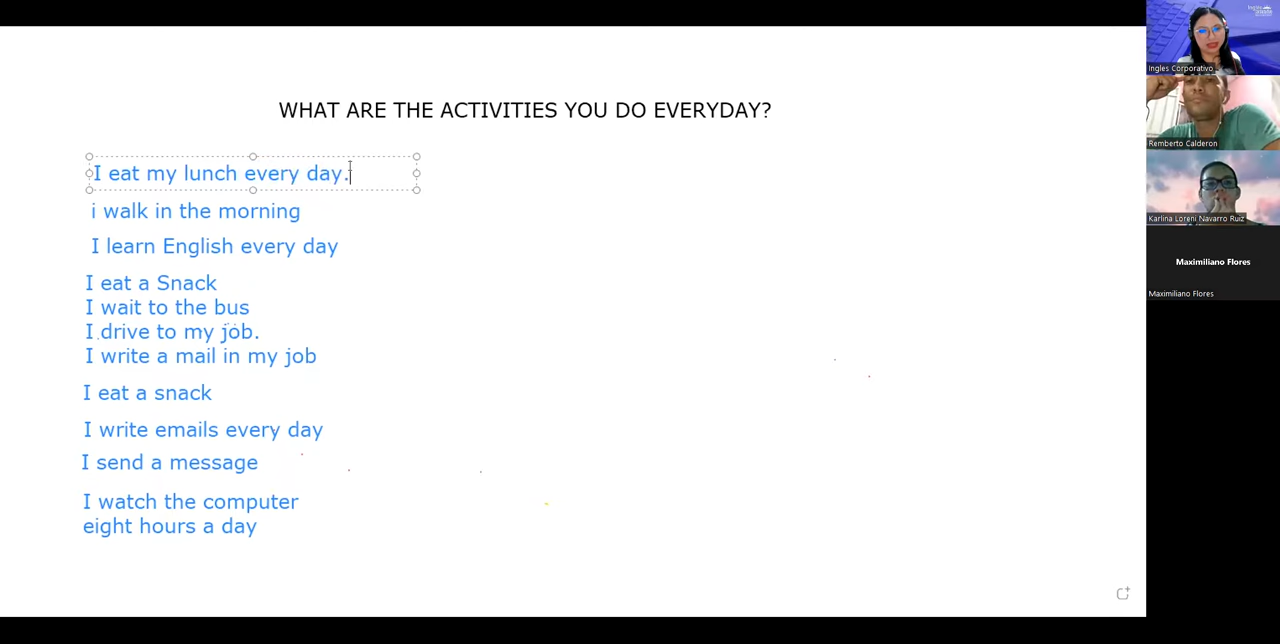 WHAT ARE THE ACTIVITIES YOU DO EVERYDAY?
I eat my lunch every day.
i walk in the morning
I learn English every day
I eat a Snack
I wait to the bus
I drive to my job.
I write a mail in my job
I eat a snack
I write emails every day
I send a message
I watch the computer
eight hours a day
Ingles Corporativo
Remberto Calderon
Karlina Loreni Navarro Ruiz
Maximiliano Flores
Maximiliano Flores